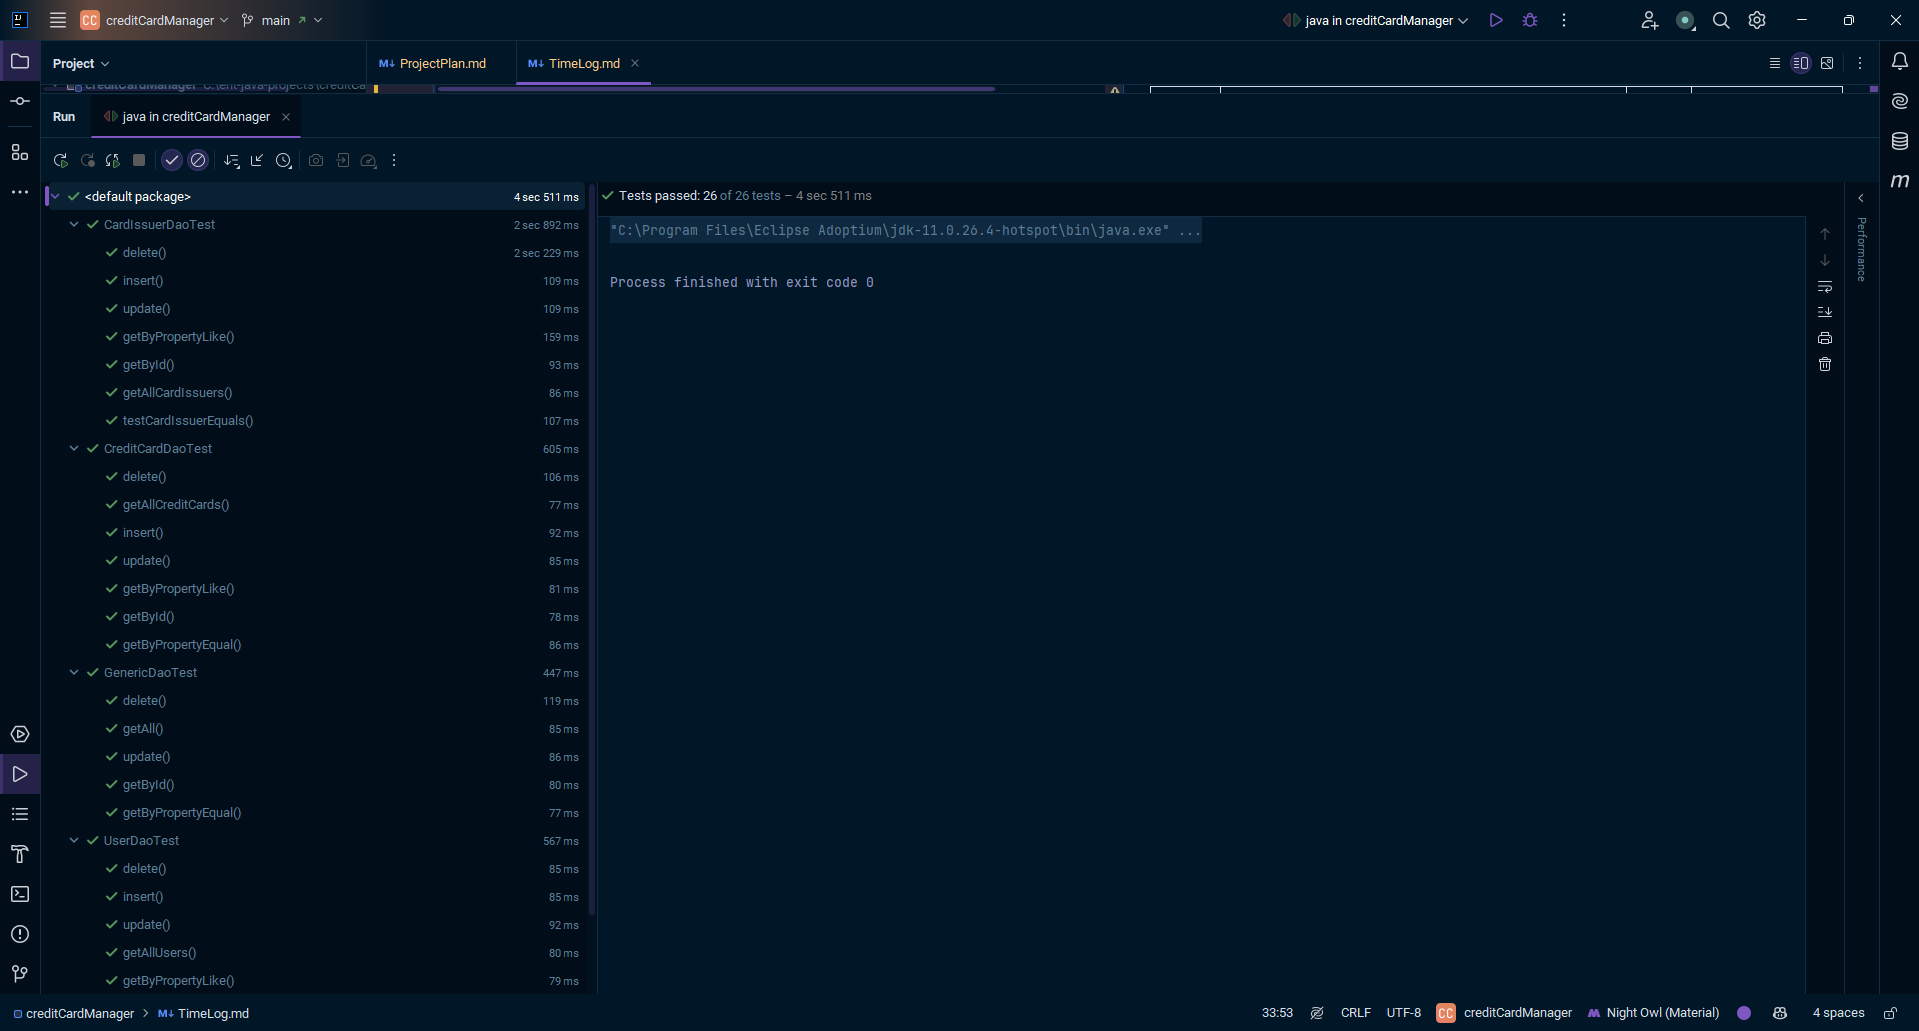 CC creditCardManager main java in creditCardManager
Project ProjectPlan.md TimeLog.md
creditCardManager C:\ent-java-projects\creditCa
Run java in creditCardManager
<default package> 4 sec 511 ms
CardIssuerDaoTest 2 sec 892 ms
delete() 2 sec 229 ms
insert() 109 ms
update() 109 ms
getByPropertyLike() 159 ms
getById() 93 ms
getAllCardIssuers() 86 ms
testCardIssuerEquals() 107 ms
CreditCardDaoTest 605 ms
delete() 106 ms
getAllCreditCards() 77 ms
insert() 92 ms
update() 85 ms
getByPropertyLike() 81 ms
getById() 78 ms
getByPropertyEqual() 86 ms
GenericDaoTest 447 ms
delete() 119 ms
getAll() 85 ms
update() 86 ms
getById() 80 ms
getByPropertyEqual() 77 ms
UserDaoTest 567 ms
delete() 85 ms
insert() 85 ms
update() 92 ms
getAllUsers() 80 ms
getByPropertyLike() 79 ms
Tests passed: 26 of 26 tests – 4 sec 511 ms
"C:\Program Files\Eclipse Adoptium\jdk-11.0.26.4-hotspot\bin\java.exe" ...
Process finished with exit code 0
Performance
m
creditCardManager > M↓ TimeLog.md 33:53 CRLF UTF-8 CC creditCardManager Night Owl (Material) 4 spaces